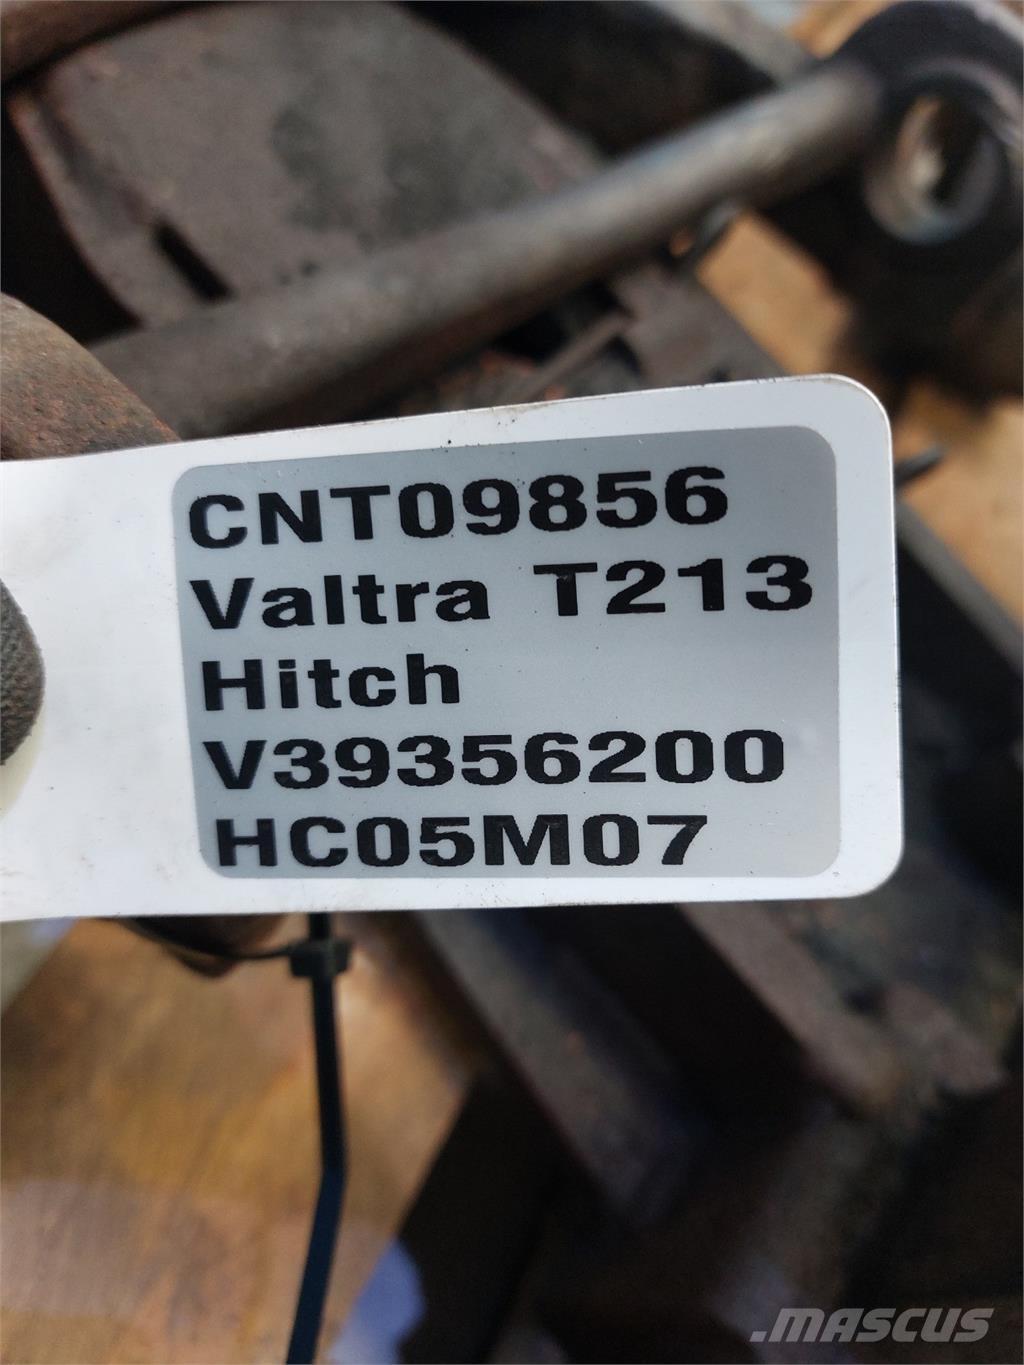 CNT09856
Valtra T213
Hitch
V39356200
HC05M07
.MASCUS